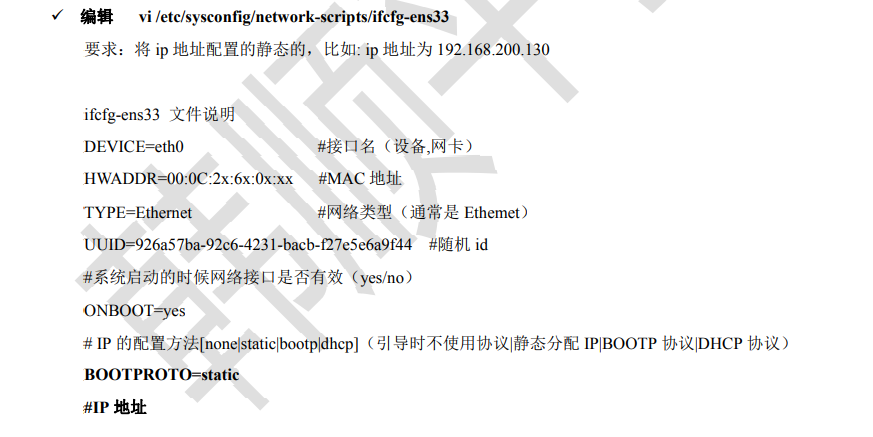 ✓ 编辑 vi /etc/sysconfig/network-scripts/ifcfg-ens33
要求：将 ip 地址配置的静态的，比如: ip 地址为 192.168.200.130
ifcfg-ens33 文件说明
DEVICE=eth0 #接口名（设备,网卡）
HWADDR=00:0C:2x:6x:0x:xx #MAC 地址
TYPE=Ethernet #网络类型（通常是 Ethemet）
UUID=926a57ba-92c6-4231-bacb-f27e5e6a9f44 #随机 id
#系统启动的时候网络接口是否有效（yes/no）
ONBOOT=yes
# IP 的配置方法[none|static|bootp|dhcp]（引导时不使用协议|静态分配 IP|BOOTP 协议|DHCP 协议）
BOOTPROTO=static
#IP 地址
韩顺平